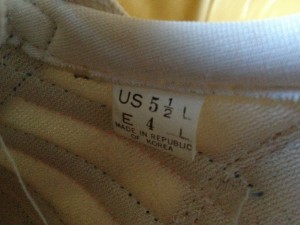 US 5 1/2 L
E 4 L
MADE IN REPUBLIC
OF KOREA